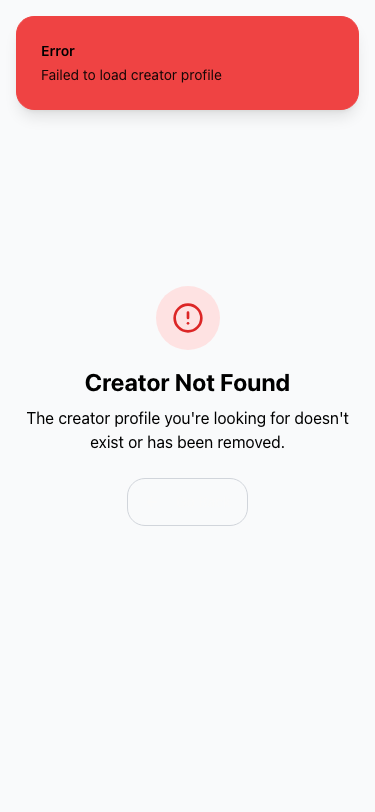 Error
Failed to load creator profile
Creator Not Found
The creator profile you're looking for doesn't
exist or has been removed.